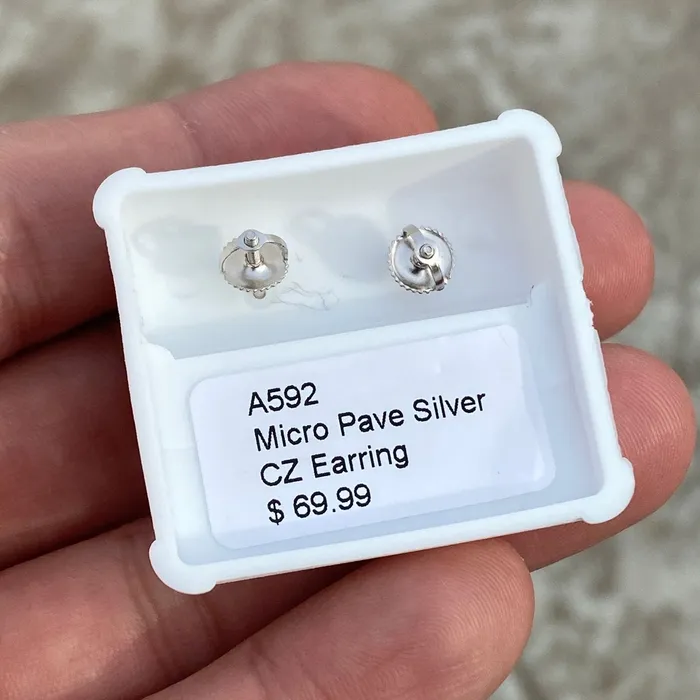 A592
Micro Pave Silver
CZ Earring
$ 69.99